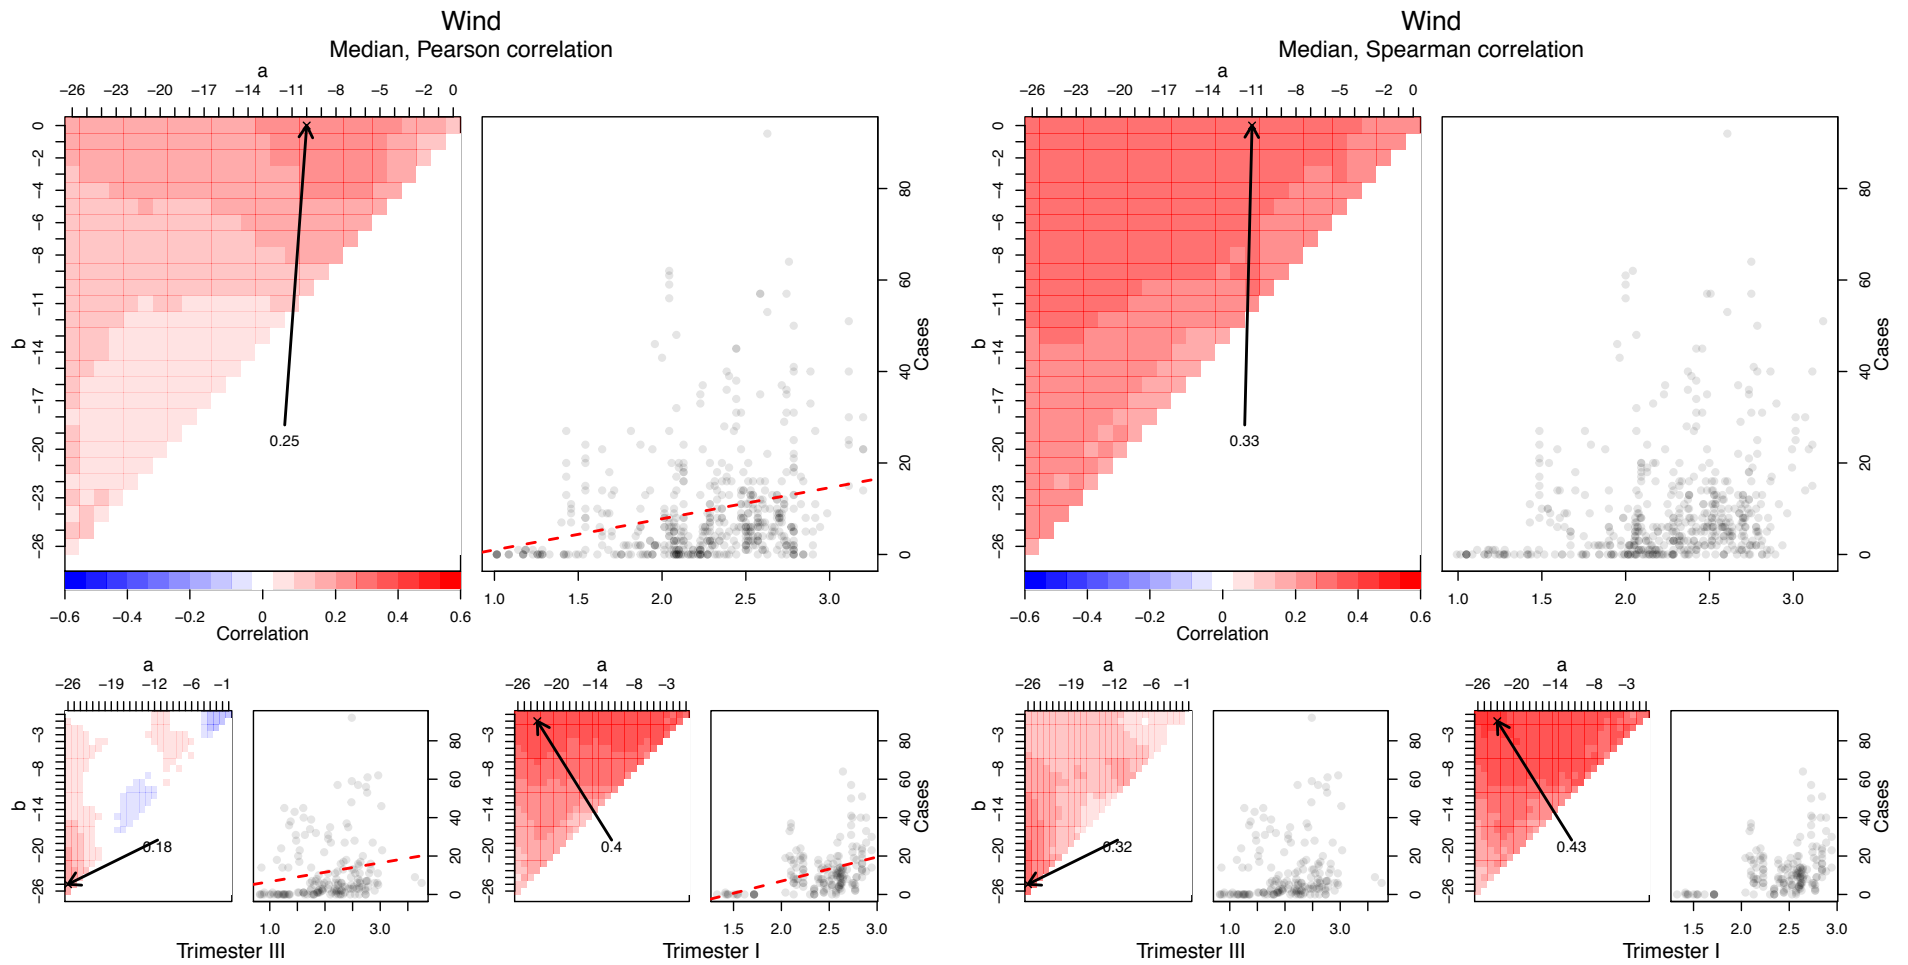 Wind
Median, Pearson correlation
a
−26 −23 −20 −17 −14 −11 −8 −5 −2 0
b
0 −2 −4 −6 −8 −11 −14 −17 −20 −23 −26
0.25
−0.6 −0.4 −0.2 0 0.2 0.4 0.6
Correlation
1.0 1.5 2.0 2.5 3.0
0 20 40 60 80
Cases
a
−26 −19 −12 −6 −1
b
−3 −8 −14 −20 −26
0.18
1.0 2.0 3.0
0 20 40 60 80
Trimester III
a
−26 −20 −14 −8 −3
0.4
1.5 2.0 2.5 3.0
0 20 40 60 80
Cases
Trimester I
Wind
Median, Spearman correlation
a
−26 −23 −20 −17 −14 −11 −8 −5 −2 0
b
0 −2 −4 −6 −8 −11 −14 −17 −20 −23 −26
0.33
−0.6 −0.4 −0.2 0 0.2 0.4 0.6
Correlation
1.0 1.5 2.0 2.5 3.0
0 20 40 60 80
Cases
a
−26 −19 −12 −6 −1
b
−3 −8 −14 −20 −26
0.32
1.0 2.0 3.0
0 20 40 60 80
Trimester III
a
−26 −20 −14 −8 −3
−3 −8 −14 −20 −26
0.43
1.5 2.0 2.5 3.0
0 20 40 60 80
Cases
Trimester I